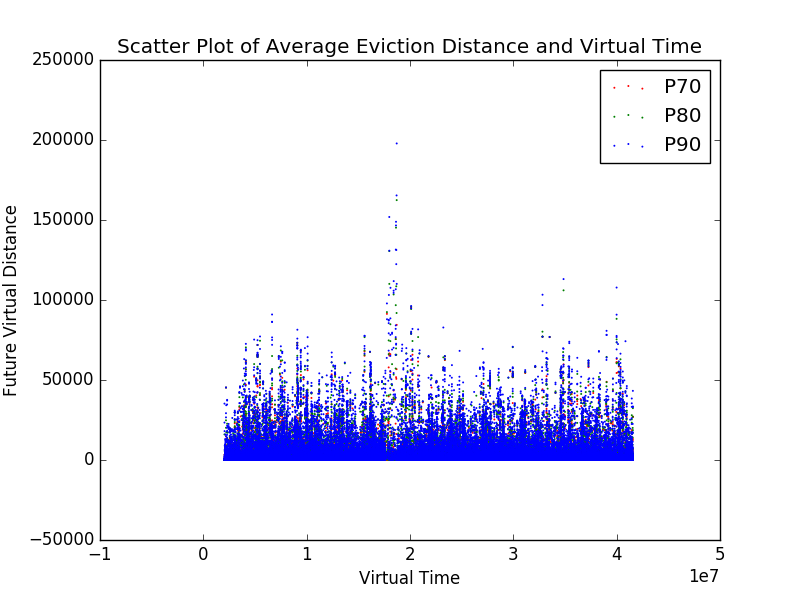 Scatter Plot of Average Eviction Distance and Virtual Time
250000
200000
150000
100000
50000
0
−50000
Future Virtual Distance
P70
P80
P90
−1
0
1
2
3
4
5
1e7
Virtual Time